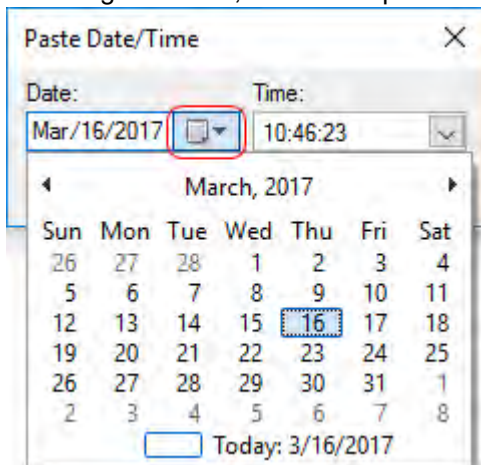 Paste Date/Time
Date: Time:
Mar/16/2017 10:46:23
March, 2017
Sun Mon Tue Wed Thu Fri Sat
26 27 28 1 2 3 4
5 6 7 8 9 10 11
12 13 14 15 16 17 18
19 20 21 22 23 24 25
26 27 28 29 30 31 1
2 3 4 5 6 7 8
Today: 3/16/2017